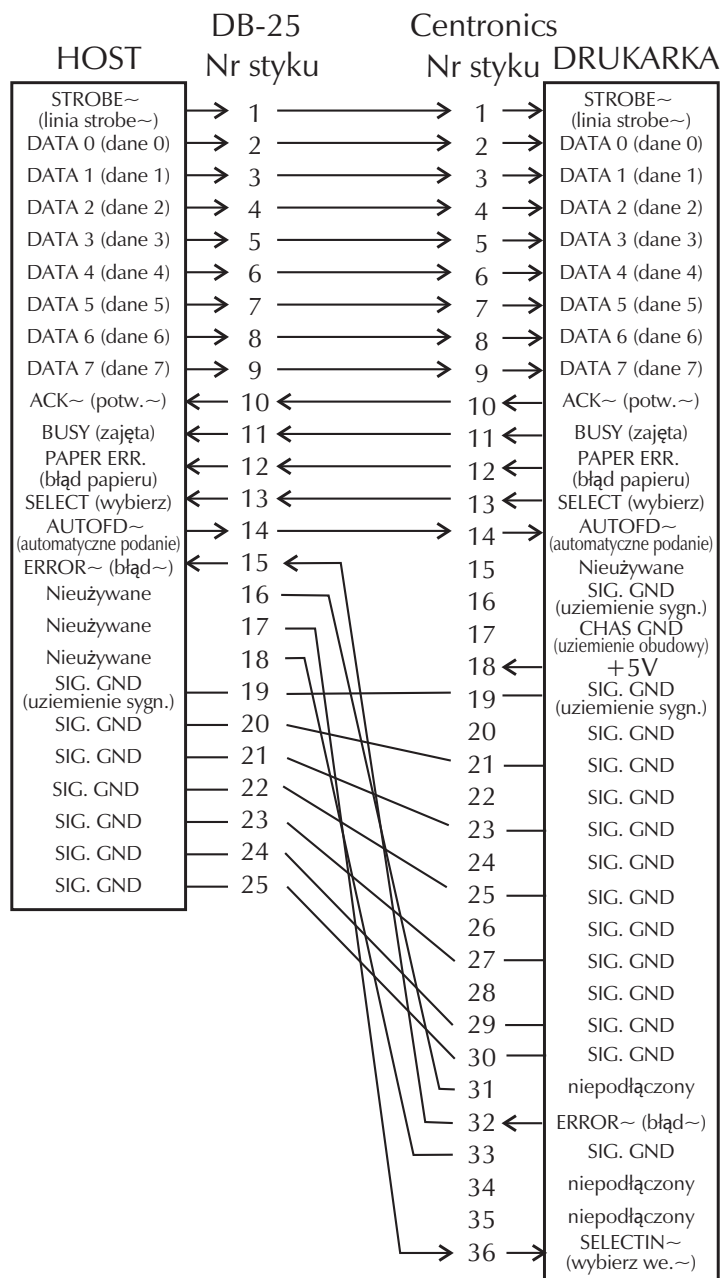 DB-25 Centronics
HOST Nr styku Nr styku DRUKARKA
STROBE~ STROBE~
(linia strobe~) 1 1 (linia strobe~)
DATA 0 (dane 0) 2 2 DATA 0 (dane 0)
DATA 1 (dane 1) 3 3 DATA 1 (dane 1)
DATA 2 (dane 2) 4 4 DATA 2 (dane 2)
DATA 3 (dane 3) 5 5 DATA 3 (dane 3)
DATA 4 (dane 4) 6 6 DATA 4 (dane 4)
DATA 5 (dane 5) 7 7 DATA 5 (dane 5)
DATA 6 (dane 6) 8 8 DATA 6 (dane 6)
DATA 7 (dane 7) 9 9 DATA 7 (dane 7)
ACK~ (potw.~) 10 10 ACK~ (potw.~)
BUSY (zajęta) 11 11 BUSY (zajęta)
PAPER ERR. PAPER ERR.
(błąd papieru) 12 12 (błąd papieru)
SELECT (wybierz) 13 13 SELECT (wybierz)
AUTOFD~ 14 14 AUTOFD~
(automatyczne podanie) (automatyczne podanie)
ERROR~ (błąd~) 15 15 Nieużywane
Nieużywane 16 16 SIG. GND
(uziemienie sygn.)
Nieużywane 17 17 CHAS GND
(uziemienie obudowy)
Nieużywane 18 18 +5V
SIG. GND 19 19 SIG. GND
(uziemienie sygn.) (uziemienie sygn.)
SIG. GND 20 20 SIG. GND
SIG. GND 21 21 SIG. GND
SIG. GND 22 22 SIG. GND
SIG. GND 23 23 SIG. GND
SIG. GND 24 24 SIG. GND
SIG. GND 25 25 SIG. GND
26 SIG. GND
27 SIG. GND
28 SIG. GND
29 SIG. GND
30 SIG. GND
31 niepodłączony
32 ERROR~ (błąd~)
33 SIG. GND
34 niepodłączony
35 niepodłączony
36 SELECTIN~
(wybierz we.~)